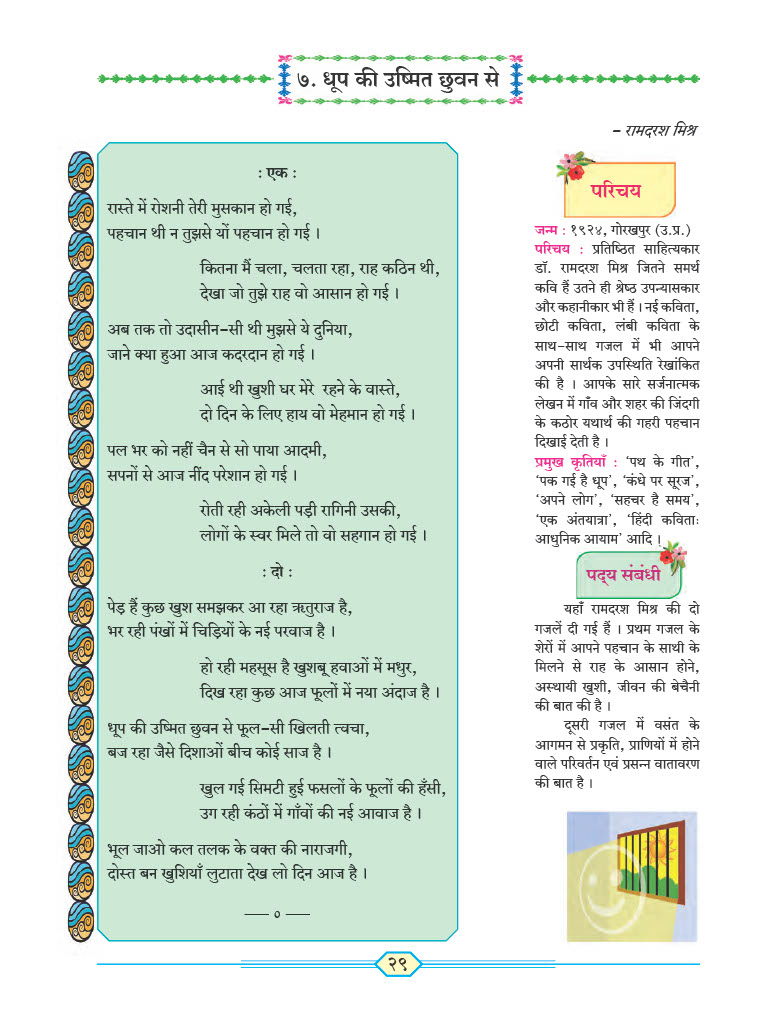 ७. धूप की उष्मित छुवन से
– रामदरश मिश्र
: एक :
रास्ते में रोशनी तेरी मुसकान हो गई,
पहचान थी न तुझसे यों पहचान हो गई ।
कितना मैं चला, चलता रहा, राह कठिन थी,
देखा जो तुझे राह वो आसान हो गई ।
अब तक तो उदासीन-सी थी मुझसे ये दुनिया,
जाने क्या हुआ आज कदरदान हो गई ।
आई थी खुशी घर मेरे रहने के वास्ते,
दो दिन के लिए हाय वो मेहमान हो गई ।
पल भर को नहीं चैन से सो पाया आदमी,
सपनों से आज नींद परेशान हो गई ।
रोती रही अकेली पड़ी रागिनी उसकी,
लोगों के स्वर मिले तो वो सहगान हो गई ।
: दो :
पेड़ हैं कुछ खुश समझकर आ रहा ऋतुराज है,
भर रही पंखों में चिड़ियों के नई परवाज है ।
हो रही महसूस है खुशबू हवाओं में मधुर,
दिख रहा कुछ आज फूलों में नया अंदाज है ।
धूप की उष्मित छुवन से फूल-सी खिलती त्वचा,
बज रहा जैसे दिशाओं बीच कोई साज है ।
खुल गई सिमटी हुई फसलों के फूलों की हँसी,
उग रही कंठों में गाँवों की नई आवाज है ।
भूल जाओ कल तलक के वक्त की नाराजगी,
दोस्त बन खुशियाँ लुटाता देख लो दिन आज है ।
— ० —
परिचय
जन्म : १९२४, गोरखपुर (उ.प्र.)
परिचय : प्रतिष्ठित साहित्यकार
डॉ. रामदरश मिश्र जितने समर्थ
कवि हैं उतने ही श्रेष्ठ उपन्यासकार
और कहानीकार भी हैं । नई कविता,
छोटी कविता, लंबी कविता के
साथ-साथ गजल में भी आपने
अपनी सार्थक उपस्थिति रेखांकित
की है । आपके सारे सर्जनात्मक
लेखन में गाँव और शहर की जिंदगी
के कठोर यथार्थ की गहरी पहचान
दिखाई देती है ।
प्रमुख कृतियाँ : ‘पथ के गीत’,
‘पक गई है धूप’, ‘कंधे पर सूरज’,
‘अपने लोग’, ‘सहचर है समय’,
‘एक अंतयात्रा’, ‘हिंदी कविताः
आधुनिक आयाम’ आदि !
पद्य संबंधी
यहाँ रामदरश मिश्र की दो
गजलें दी गई हैं । प्रथम गजल के
शेरों में आपने पहचान के साथी के
मिलने से राह के आसान होने,
अस्थायी खुशी, जीवन की बेचैनी
की बात की है ।
दूसरी गजल में वसंत के
आगमन से प्रकृति, प्राणियों में होने
वाले परिवर्तन एवं प्रसन्न वातावरण
की बात है ।
२९